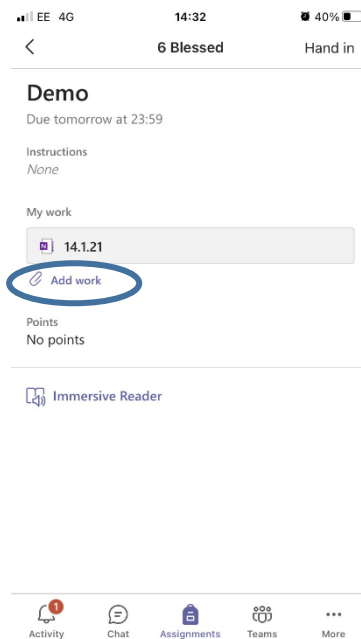 EE 4G 14:32 40%
6 Blessed Hand in
Demo
Due tomorrow at 23:59
Instructions
None
My work
N 14.1.21
Add work
Points
No points
Immersive Reader
1
Activity Chat Assignments Teams More